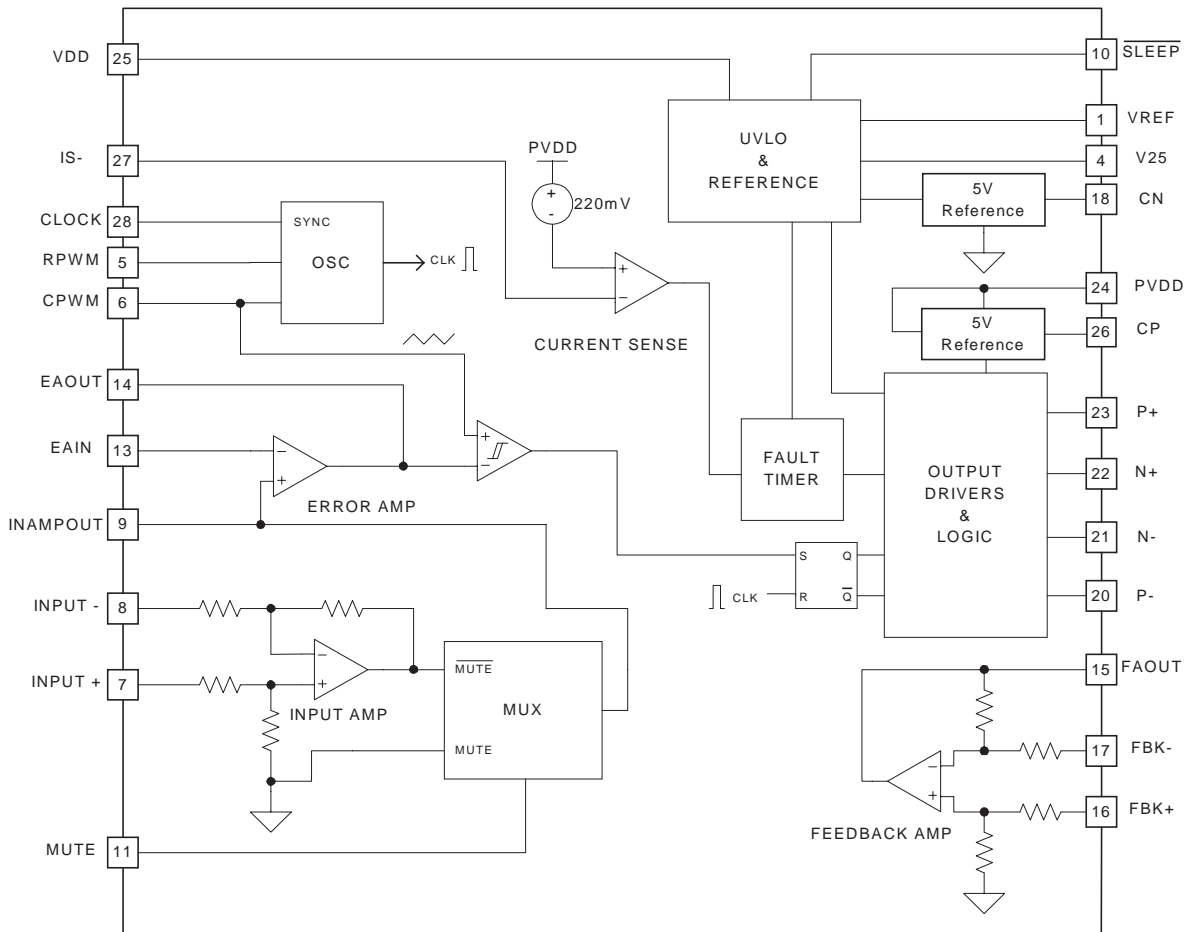 VDD 25
10 SLEEP
1 VREF
UVLO
&
REFERENCE
IS- 27
PVDD
4 V25
+
-
220mV
5V
Reference
18 CN
CLOCK 28
SYNC
RPWM 5
OSC
CLK
+
-
24 PVDD
CPWM 6
CURRENT SENSE
5V
Reference
26 CP
EAOUT 14
23 P+
EAIN 13
-
+
ERROR AMP
+
-
FAULT
TIMER
OUTPUT
DRIVERS
&
LOGIC
22 N+
INAMPOUT 9
21 N-
S Q
CLK R Q
20 P-
INPUT - 8
INPUT + 7
-
+
INPUT AMP
MUTE
MUX
MUTE
15 FAOUT
-
+
17 FBK-
16 FBK+
FEEDBACK AMP
MUTE 11